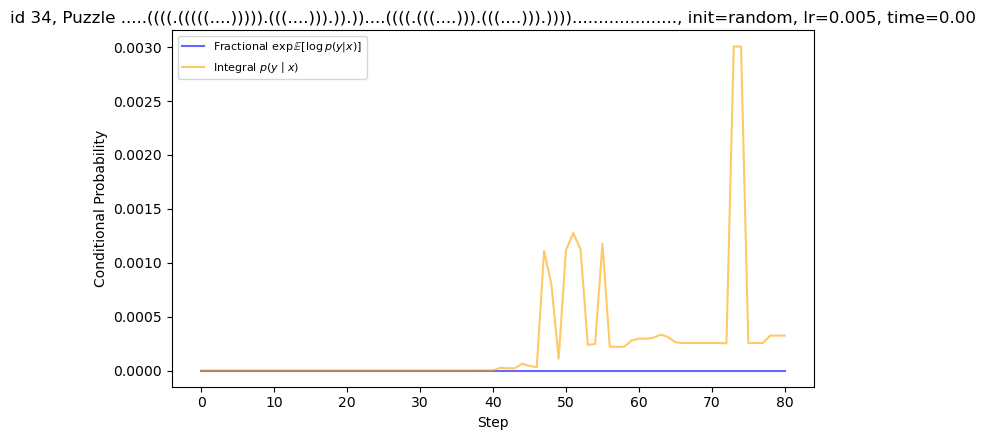 id 34, Puzzle .....((((.(((((....))))).(((....))).)).))....((((.(((....))).(((....))).))))....................., init=random, lr=0.005, time=0.00
Fractional exp𝔼[log p(y|x)]
Integral p(y | x)
0.0030
0.0025
0.0020
0.0015
0.0010
0.0005
0.0000
Conditional Probability
0 10 20 30 40 50 60 70 80
Step